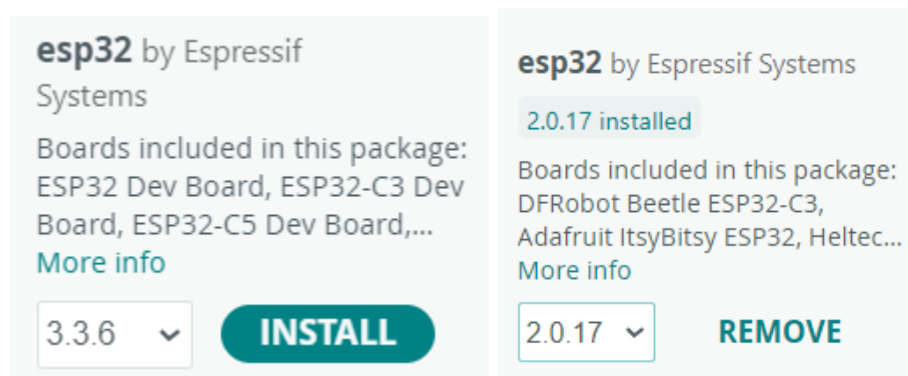 esp32 by Espressif
Systems
Boards included in this package:
ESP32 Dev Board, ESP32-C3 Dev
Board, ESP32-C5 Dev Board,...
More info
3.3.6
INSTALL
esp32 by Espressif Systems
2.0.17 installed
Boards included in this package:
DFRobot Beetle ESP32-C3,
Adafruit ItsyBitsy ESP32, Heltec...
More info
2.0.17
REMOVE